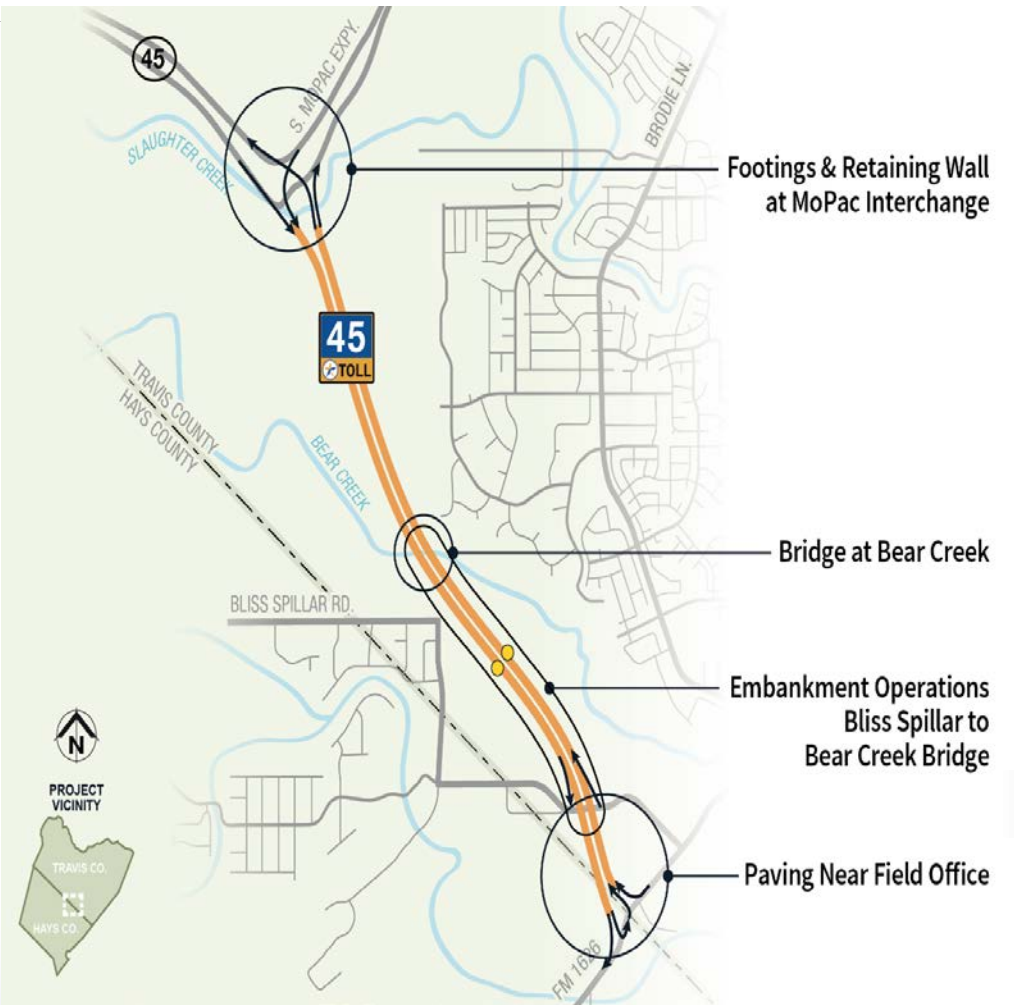 45
S. MOPAC EXPY.
SLAUGHTER CREEK
BRODIE LN.
Footings & Retaining Wall
at MoPac Interchange
45
TOLL
TRAVIS COUNTY
HAYS COUNTY
BEAR CREEK
Bridge at Bear Creek
BLISS SPILLAR RD.
Embankment Operations
Bliss Spillar to
Bear Creek Bridge
N
PROJECT
VICINITY
TRAVIS CO.
HAYS CO.
Paving Near Field Office
FM 1626